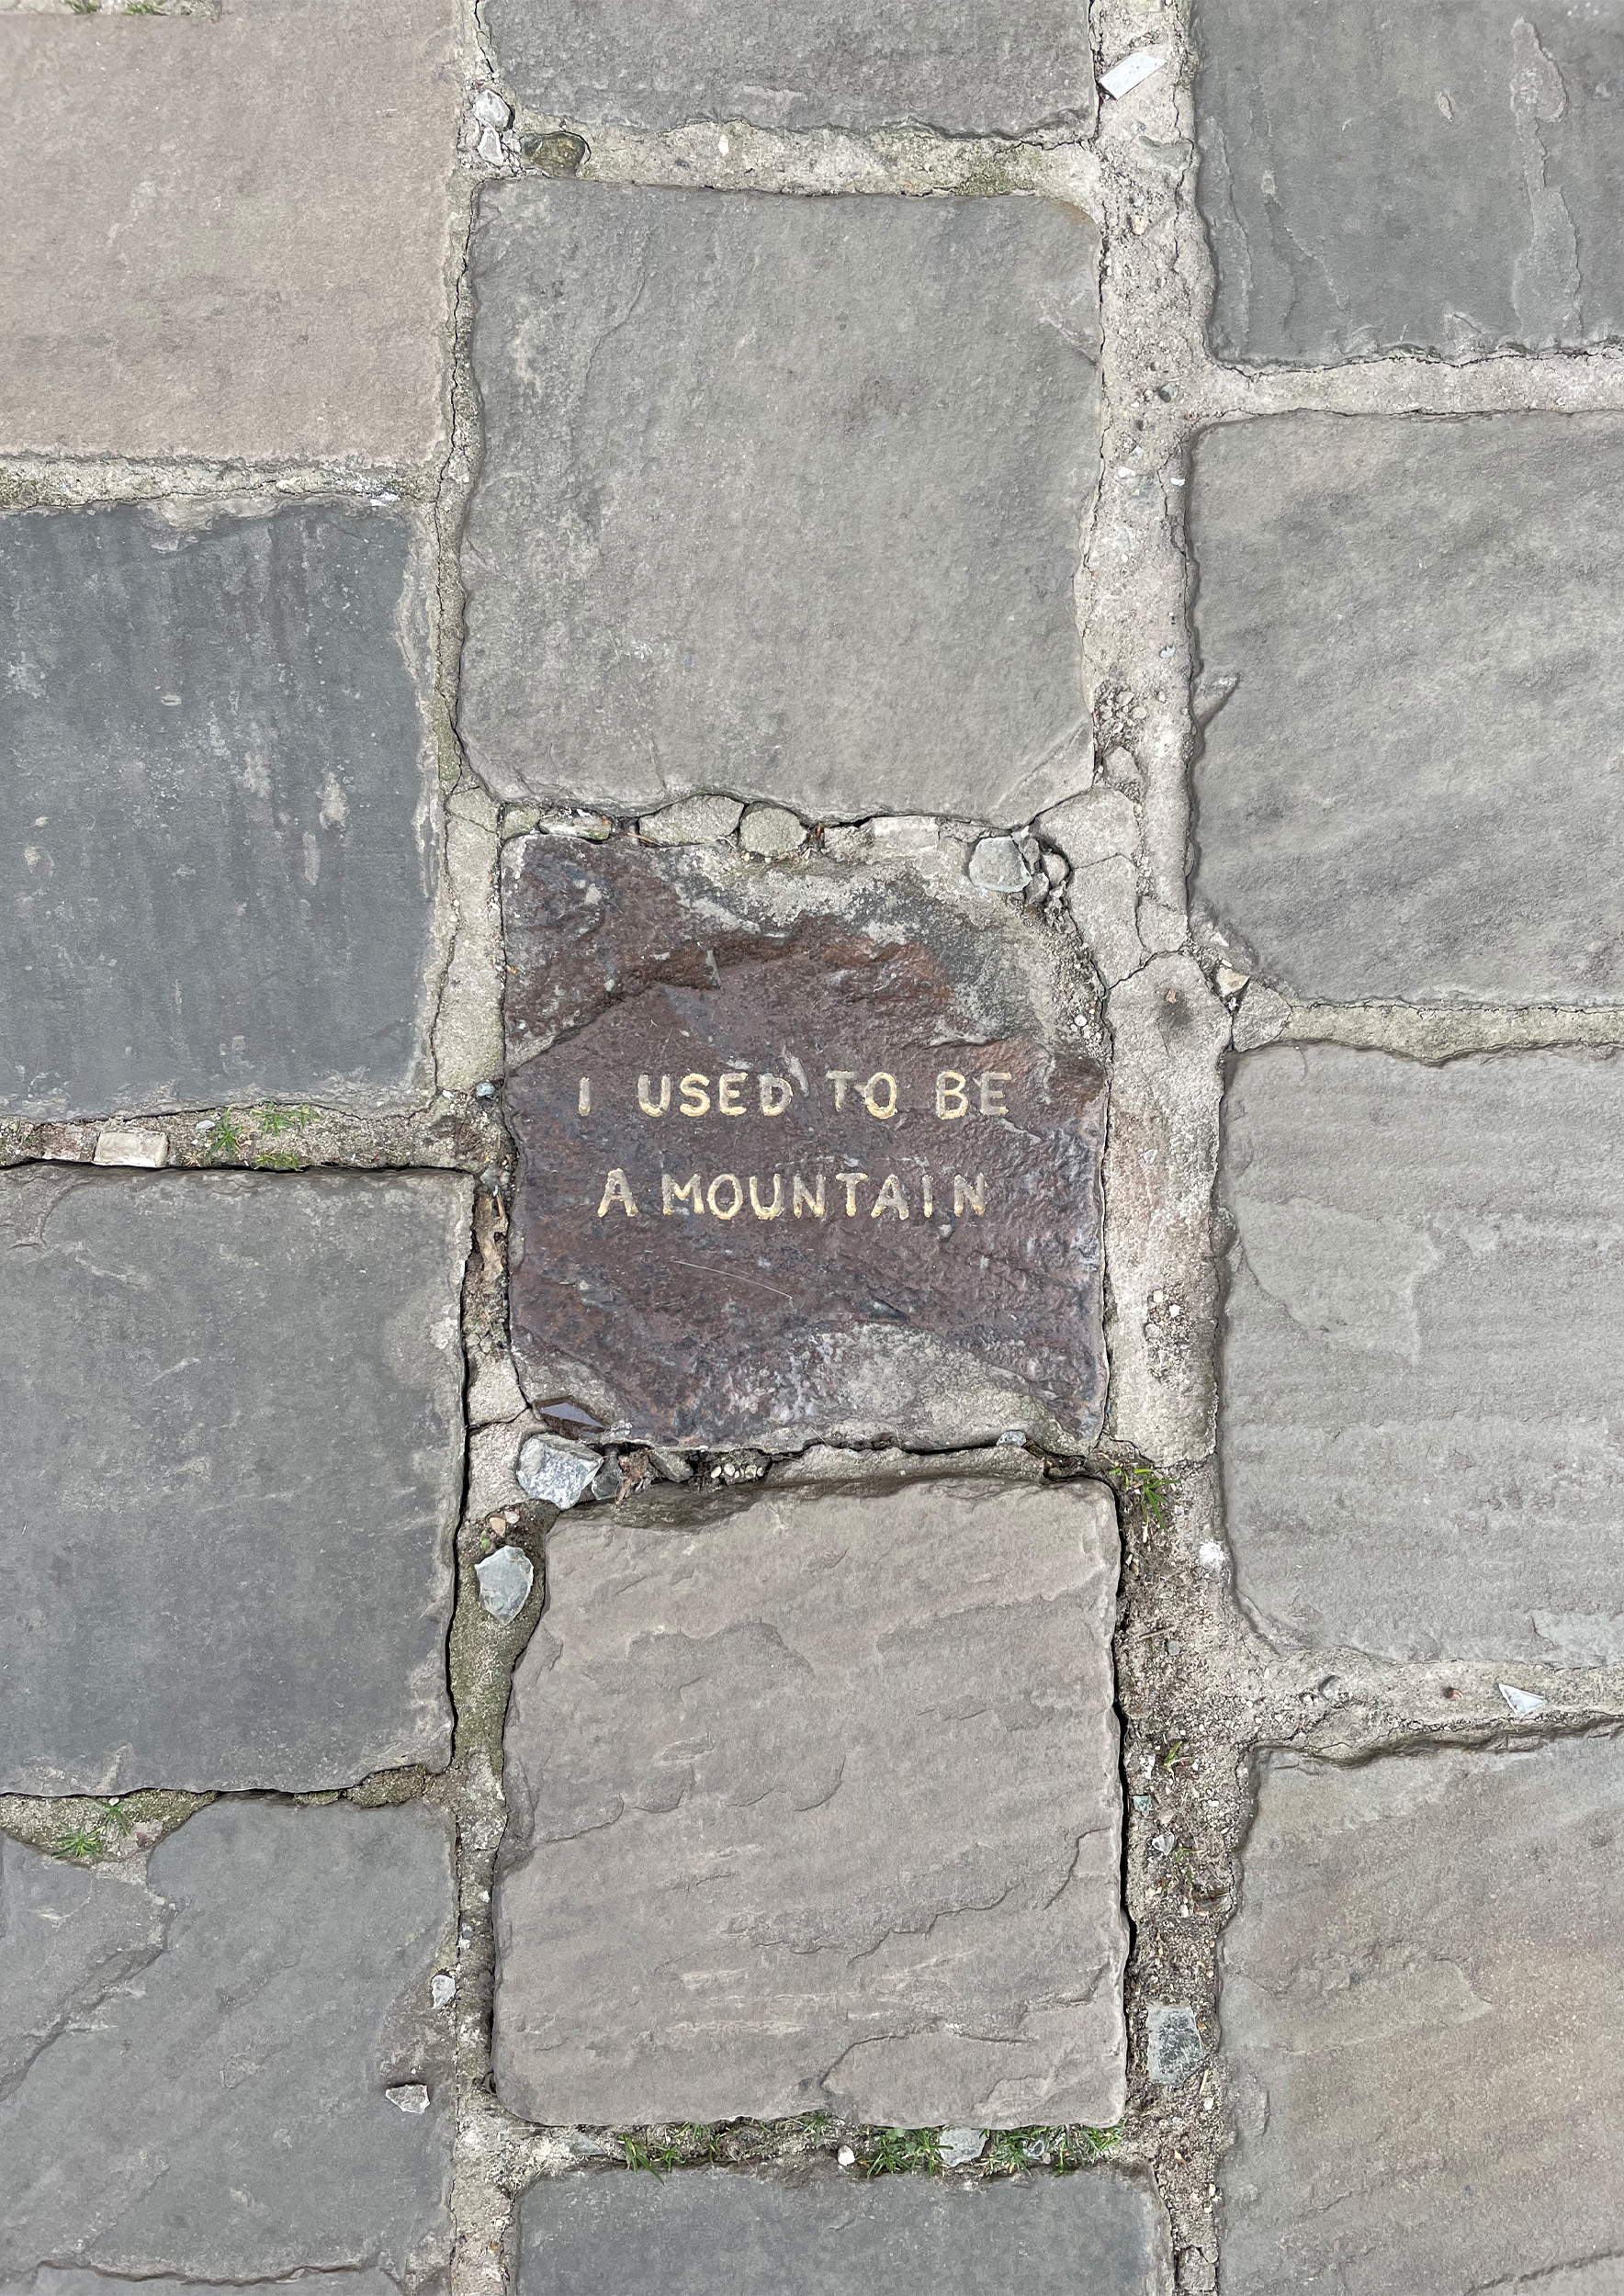 I USED TO BE
A MOUNTAIN